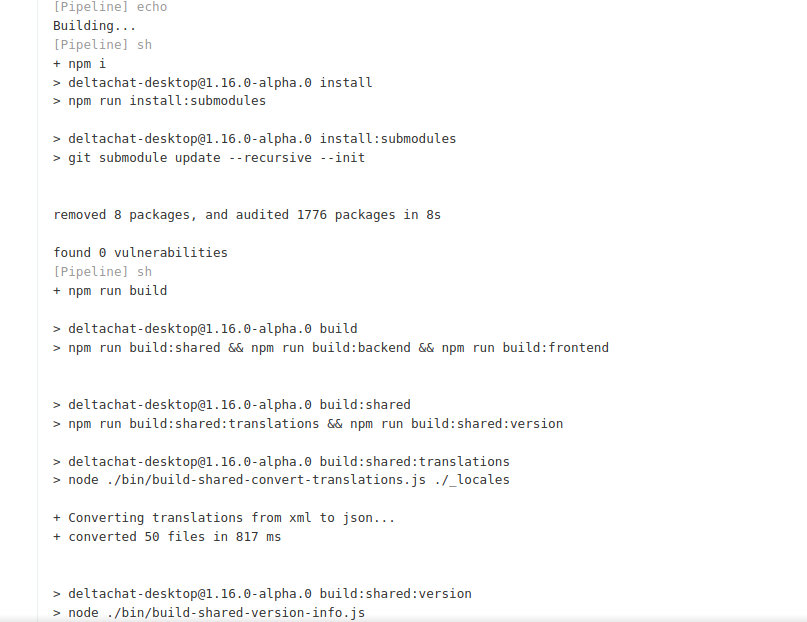 [Pipeline] echo
Building...
[Pipeline] sh
+ npm i
> deltachat-desktop@1.16.0-alpha.0 install
> npm run install:submodules
> deltachat-desktop@1.16.0-alpha.0 install:submodules
> git submodule update --recursive --init
removed 8 packages, and audited 1776 packages in 8s
found 0 vulnerabilities
[Pipeline] sh
+ npm run build
> deltachat-desktop@1.16.0-alpha.0 build
> npm run build:shared && npm run build:backend && npm run build:frontend
> deltachat-desktop@1.16.0-alpha.0 build:shared
> npm run build:shared:translations && npm run build:shared:version
> deltachat-desktop@1.16.0-alpha.0 build:shared:translations
> node ./bin/build-shared-convert-translations.js ./_locales
+ Converting translations from xml to json...
+ converted 50 files in 817 ms
> deltachat-desktop@1.16.0-alpha.0 build:shared:version
> node ./bin/build-shared-version-info.js